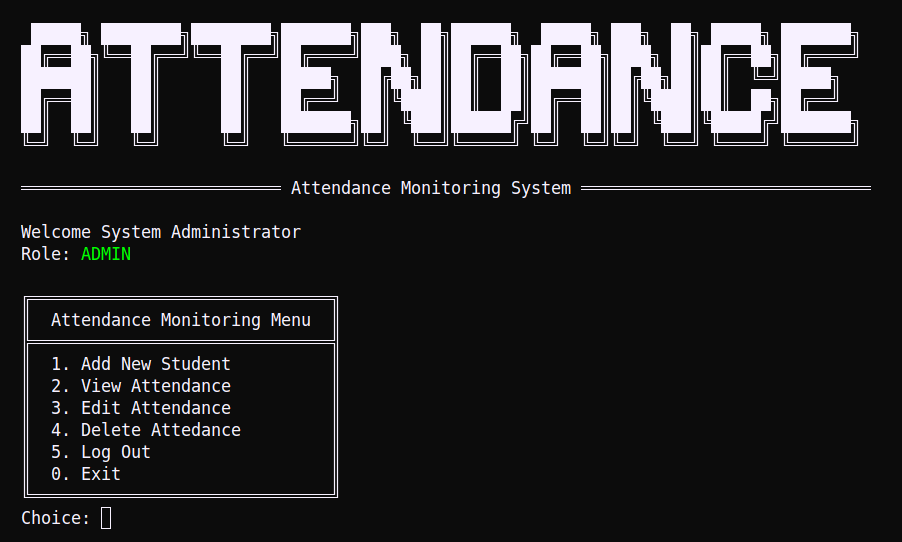 ATTENDANCE
Attendance Monitoring System
Welcome System Administrator
Role: ADMIN
Attendance Monitoring Menu
1. Add New Student
2. View Attendance
3. Edit Attendance
4. Delete Attedance
5. Log Out
0. Exit
Choice: